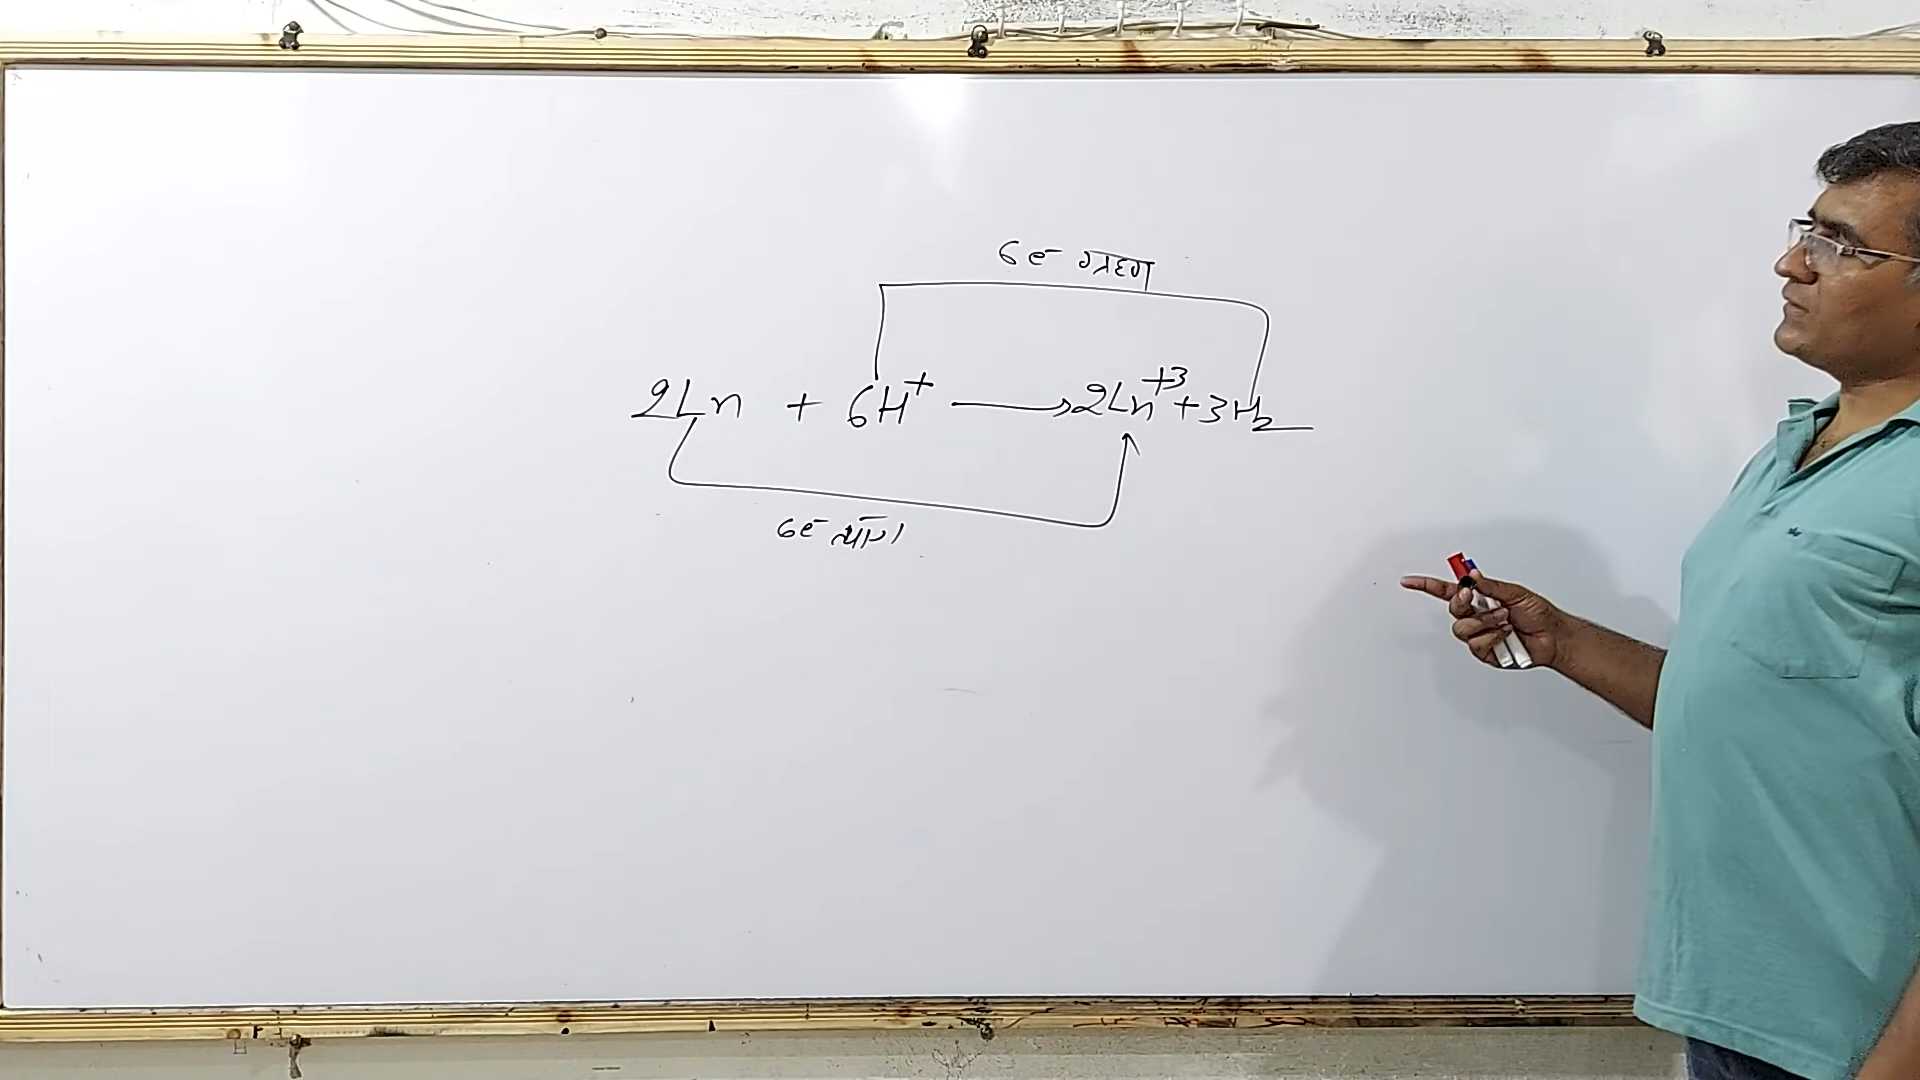 6e⁻ ग्रहण
2Ln + 6H⁺ ⟶ 2Ln⁺³ + 3H₂
6e⁻ त्याग